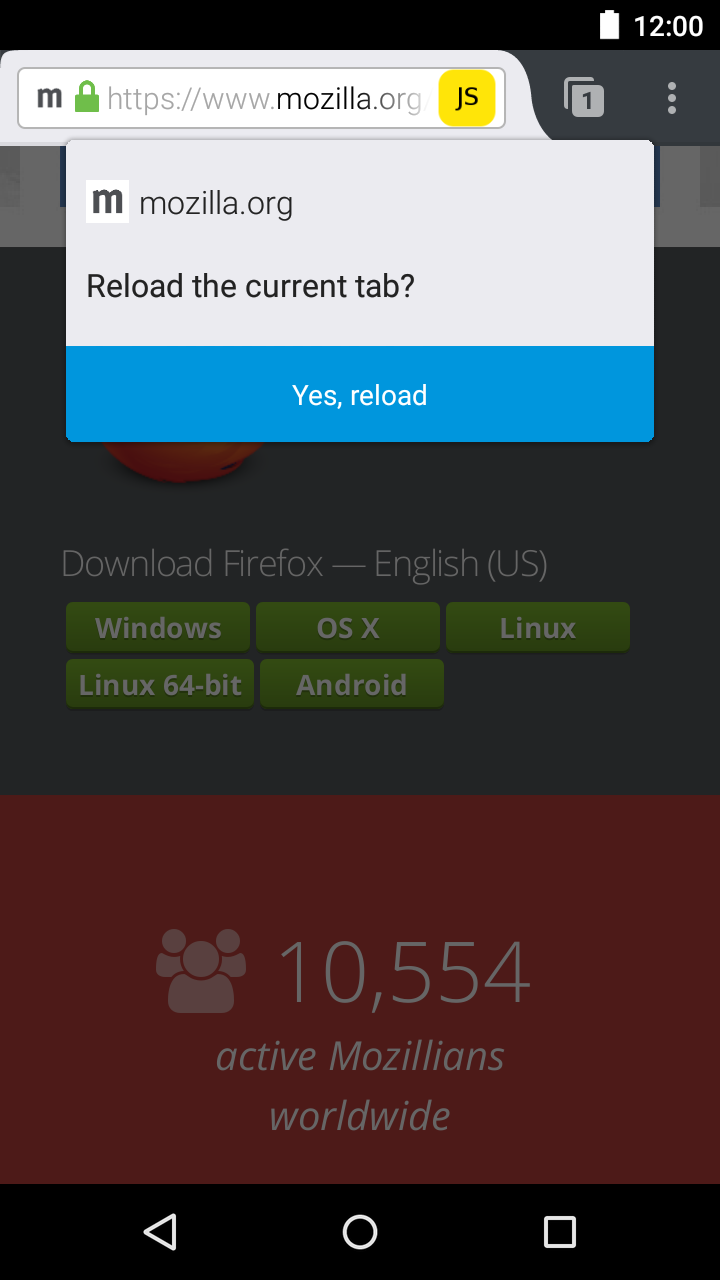 12:00
m https://www.mozilla.org/ JS 1
m mozilla.org
Reload the current tab?
Yes, reload
Download Firefox — English (US)
Windows OS X Linux
Linux 64-bit Android
10,554
active Mozillians
worldwide